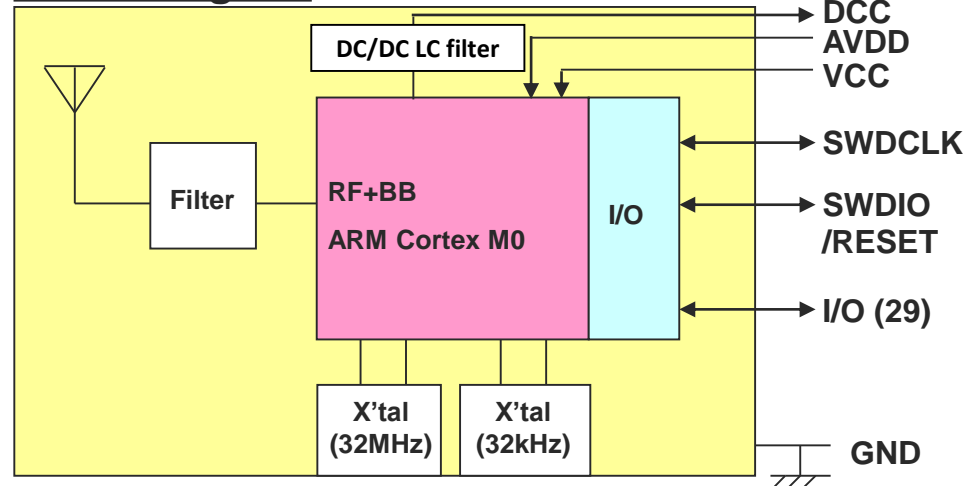 DCC
DC/DC LC filter
AVDD
VCC
SWDCLK
Filter
RF+BB
I/O
SWDIO
ARM Cortex M0
/RESET
I/O (29)
X'tal
(32MHz)
X'tal
(32kHz)
GND